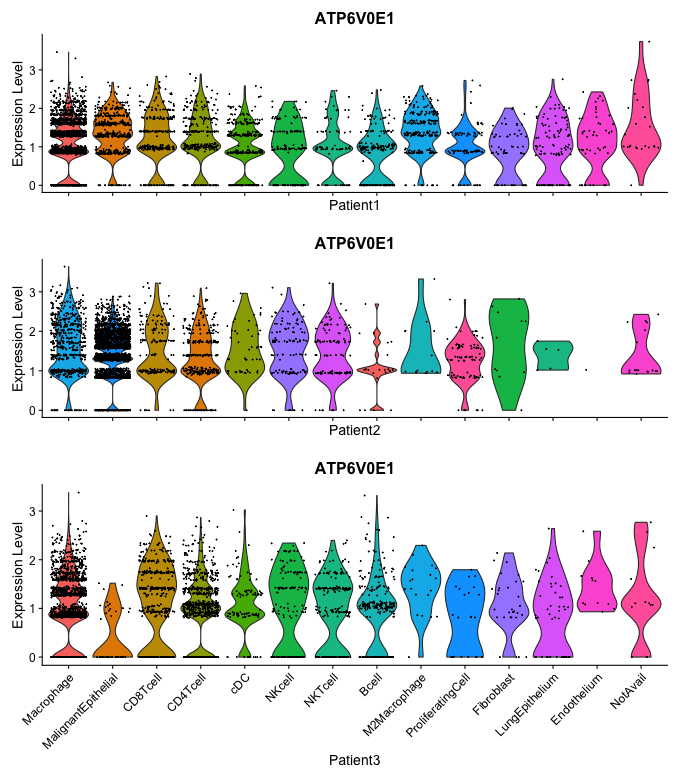 ATP6V0E1
Expression Level
3
2
1
0
Patient1
ATP6V0E1
Expression Level
3
2
1
0
Patient2
ATP6V0E1
Expression Level
3
2
1
0
Macrophage
MalignantEpithelial
CD8Tcell
CD4Tcell
cDC
NKcell
NKTcell
Bcell
M2Macrophage
ProliferatingCell
Fibroblast
LungEpithelium
Endothelium
NotAvail
Patient3